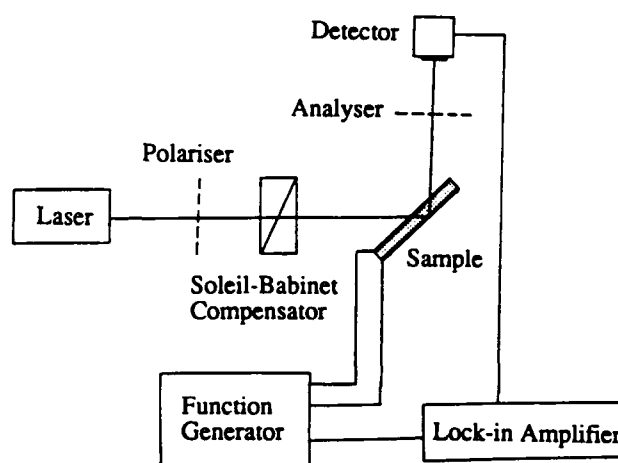 Detector
Analyser
Polariser
Laser
Sample
Soleil-Babinet
Compensator
Function
Generator
Lock-in Amplifier